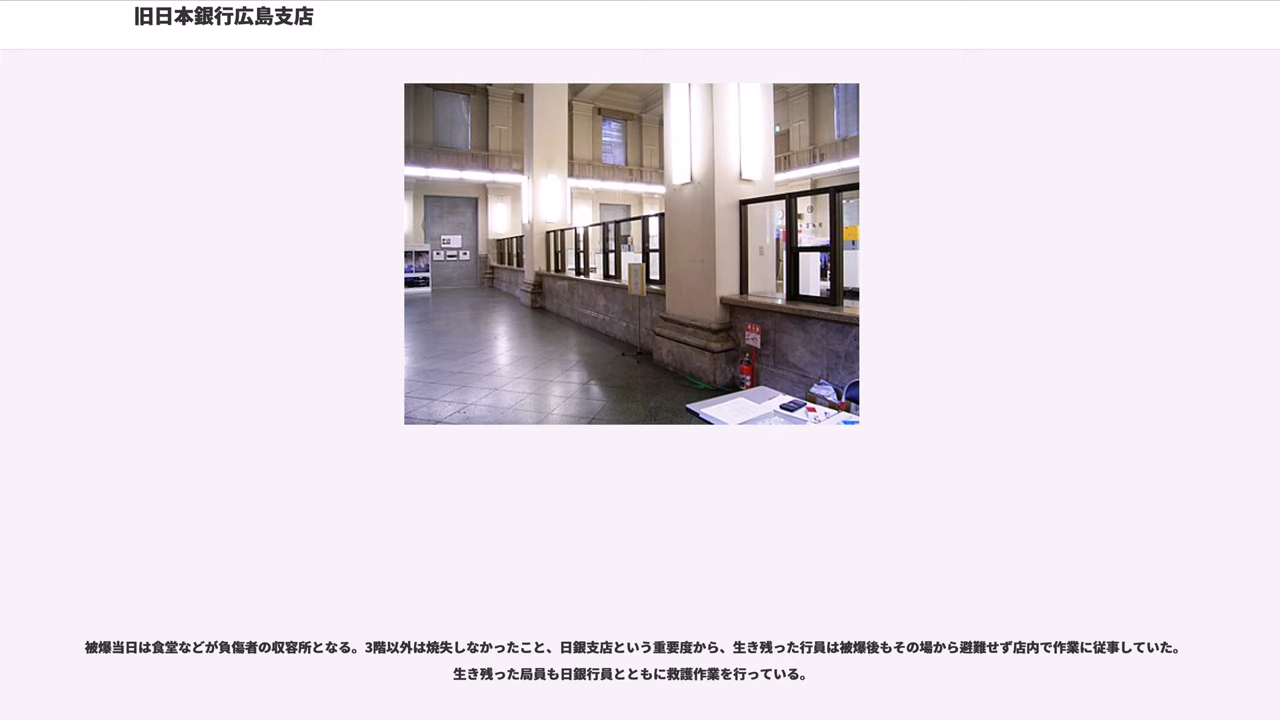 旧日本銀行広島支店
被爆当日は食堂などが負傷者の収容所となる。3階以外は焼失しなかったこと、日銀支店という重要度から、生き残った行員は被爆後もその場から避難せず店内で作業に従事していた。
生き残った局員も日銀行員とともに救護作業を行っている。